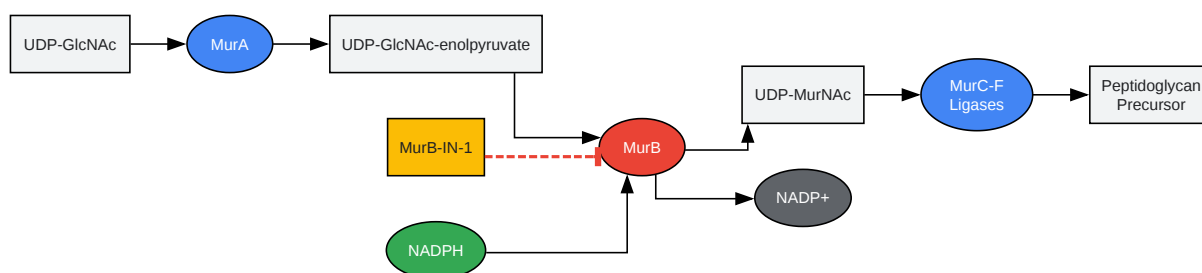 UDP-GlcNAc
MurA
UDP-GlcNAc-enolpyruvate
UDP-MurNAc
MurC-F
Ligases
Peptidoglycan
Precursor
MurB-IN-1
MurB
NADP+
NADPH